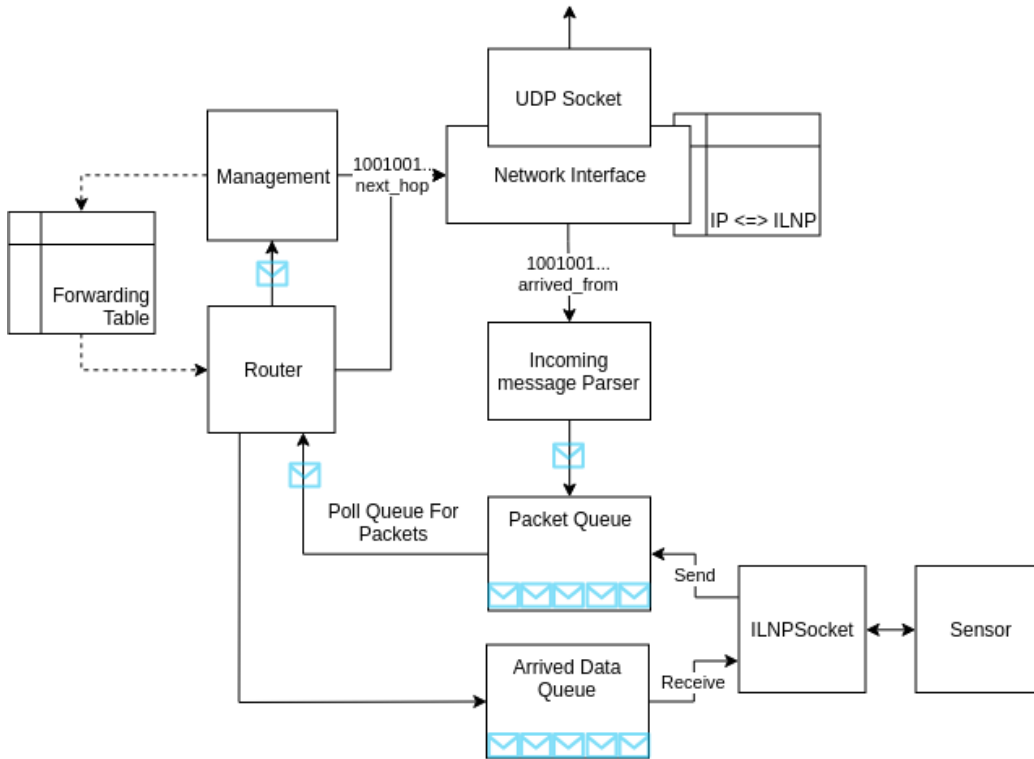 UDP Socket
Management
1001001...
next_hop
Network Interface
IP <=> ILNP
1001001...
arrived_from
Forwarding
Table
Router
Incoming
message Parser
Poll Queue For
Packets
Packet Queue
Send
ILNPSocket
Sensor
Arrived Data
Queue
Receive